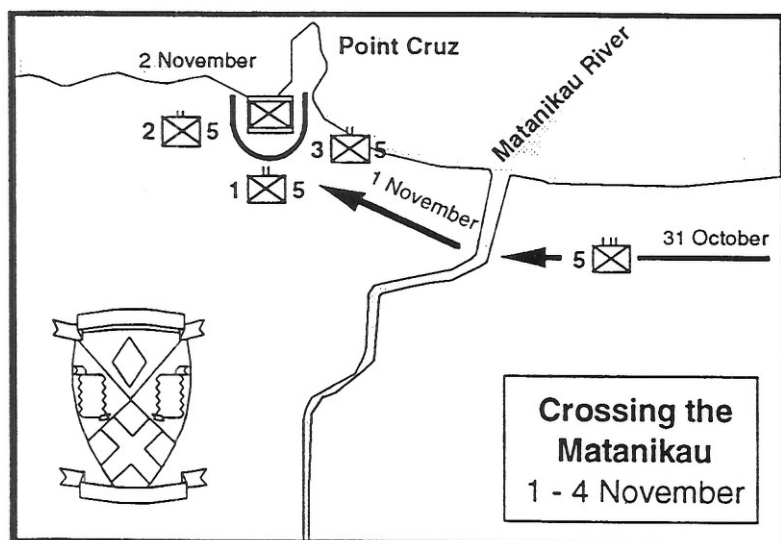 Point Cruz
2 November
Matanikau River
2 5
3 5
1 5
1 November
31 October
5
Crossing the
Matanikau
1 - 4 November